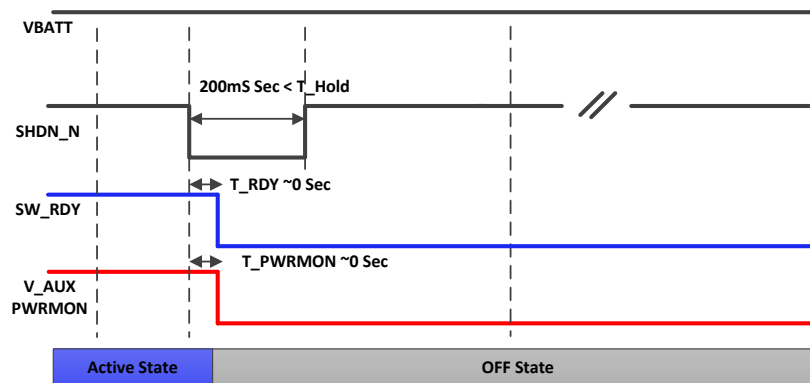 VBATT
200mS Sec < T_Hold
SHDN_N
T_RDY ~0 Sec
SW_RDY
T_PWRMON ~0 Sec
V_AUX
PWRMON
Active State
OFF State